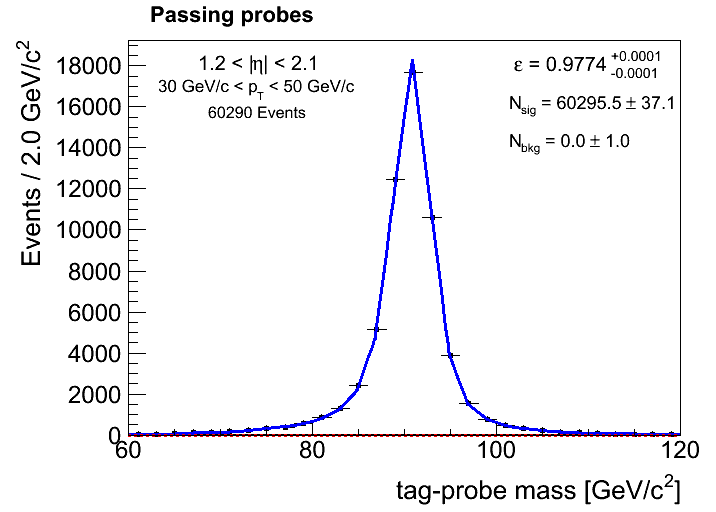 Passing probes
1.2 < |η| < 2.1
30 GeV/c < p_T < 50 GeV/c
60290 Events
ε = 0.9774 +0.0001 -0.0001
N_sig = 60295.5 ± 37.1
N_bkg = 0.0 ± 1.0
Events / 2.0 GeV/c²
18000
16000
14000
12000
10000
8000
6000
4000
2000
0
60 80 100 120
tag-probe mass [GeV/c²]